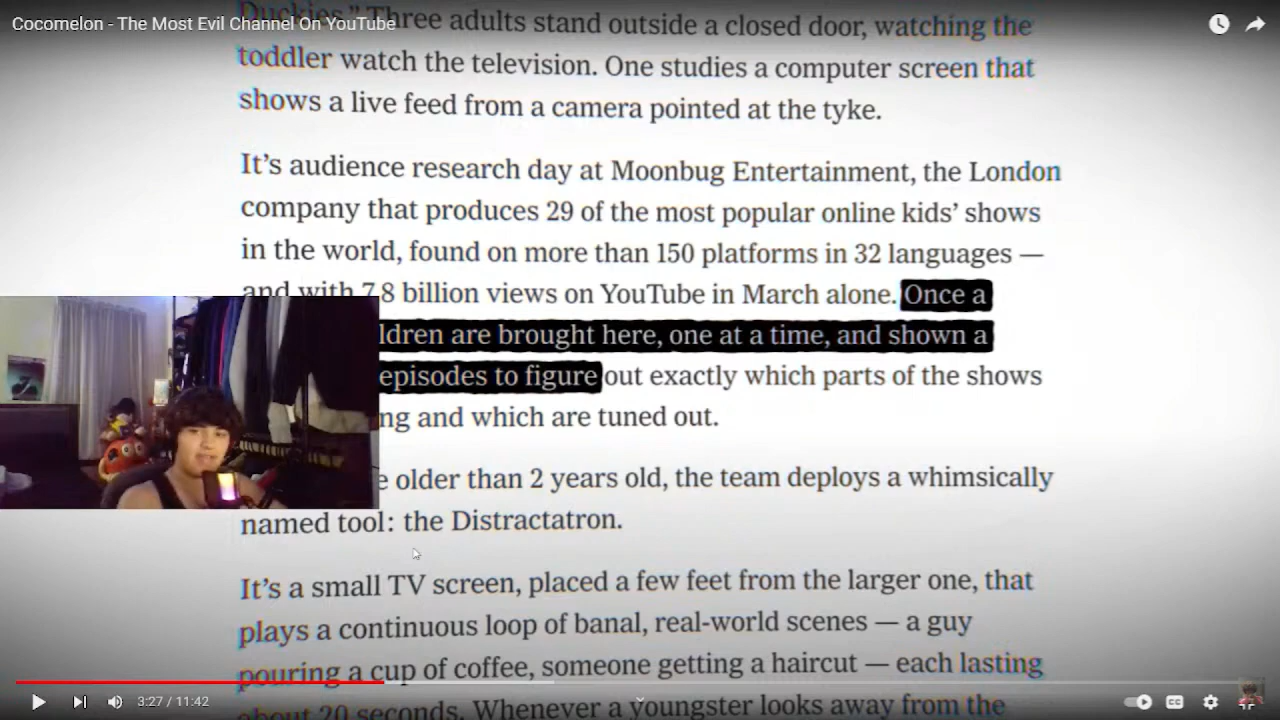 Cocomelon - The Most Evil Channel On YouTube
Duckies.” Three adults stand outside a closed door, watching the
toddler watch the television. One studies a computer screen that
shows a live feed from a camera pointed at the tyke.
It’s audience research day at Moonbug Entertainment, the London
company that produces 29 of the most popular online kids’ shows
in the world, found on more than 150 platforms in 32 languages —
and with 7.8 billion views on YouTube in March alone. Once a
ldren are brought here, one at a time, and shown a
episodes to figure out exactly which parts of the shows
ng and which are tuned out.
e older than 2 years old, the team deploys a whimsically
named tool: the Distractatron.
It’s a small TV screen, placed a few feet from the larger one, that
plays a continuous loop of banal, real-world scenes — a guy
pouring a cup of coffee, someone getting a haircut — each lasting
about 20 seconds. Whenever a youngster looks away from the
3:27 / 11:42
CC